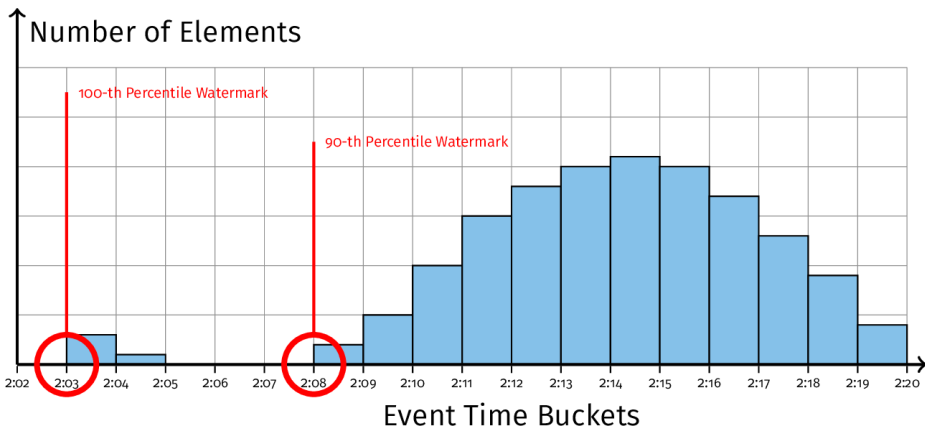 Number of Elements
100-th Percentile Watermark
90-th Percentile Watermark
2:02 2:03 2:04 2:05 2:06 2:07 2:08 2:09 2:10 2:11 2:12 2:13 2:14 2:15 2:16 2:17 2:18 2:19 2:20
Event Time Buckets